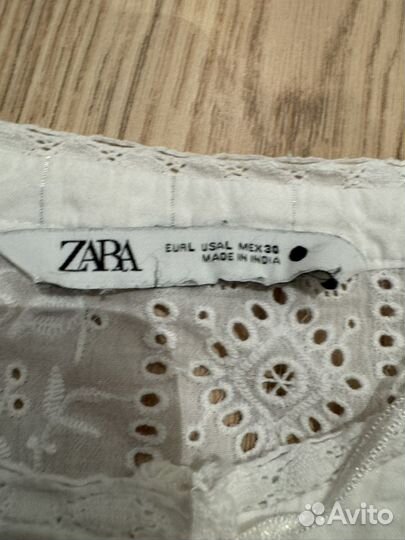 ZARA
EUR L USA L MEX 30
MADE IN INDIA
Avito